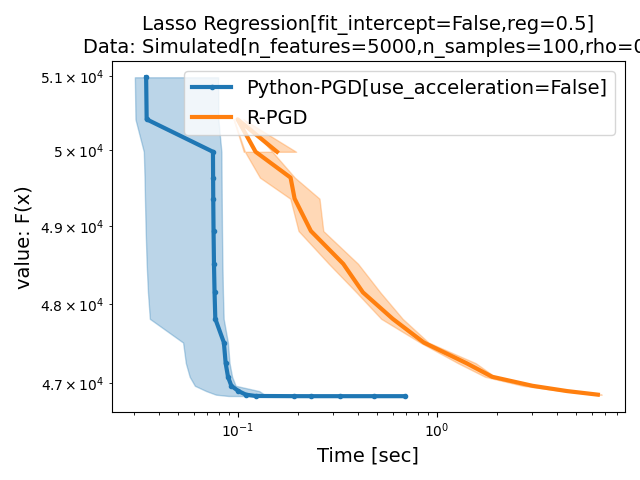 Lasso Regression[fit_intercept=False,reg=0.5]
Data: Simulated[n_features=5000,n_samples=100,rho=0
Python-PGD[use_acceleration=False]
R-PGD
value: F(x)
5.1 × 10⁴
5 × 10⁴
4.9 × 10⁴
4.8 × 10⁴
4.7 × 10⁴
10⁻¹
10⁰
Time [sec]